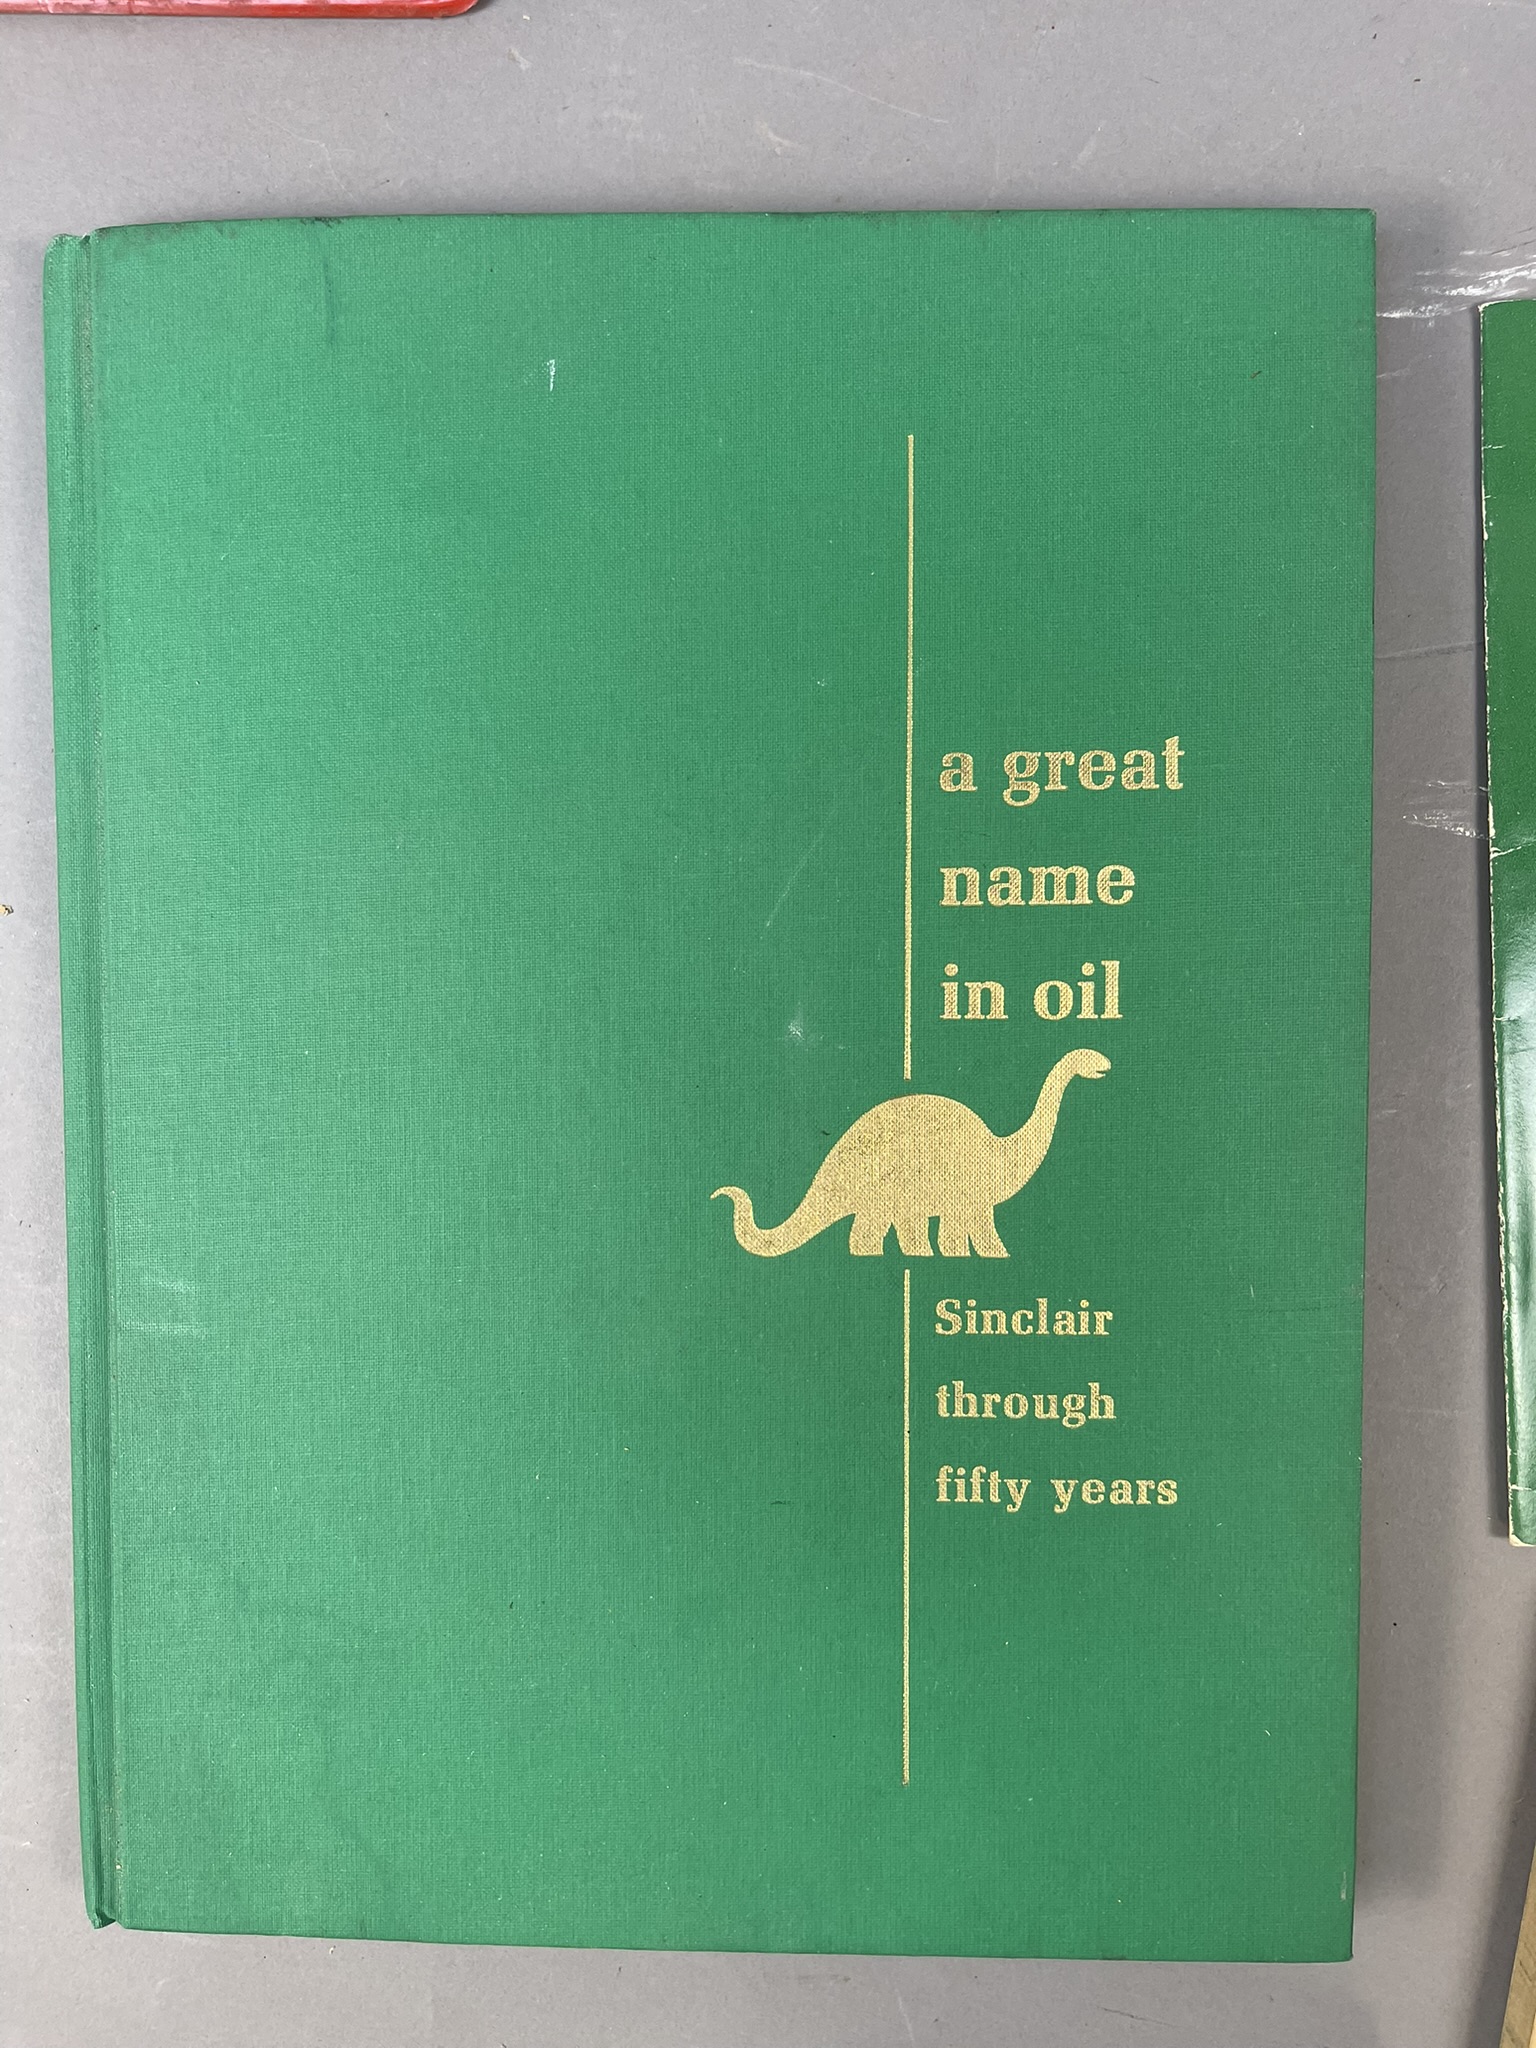 a great
name
in oil
Sinclair
through
fifty years